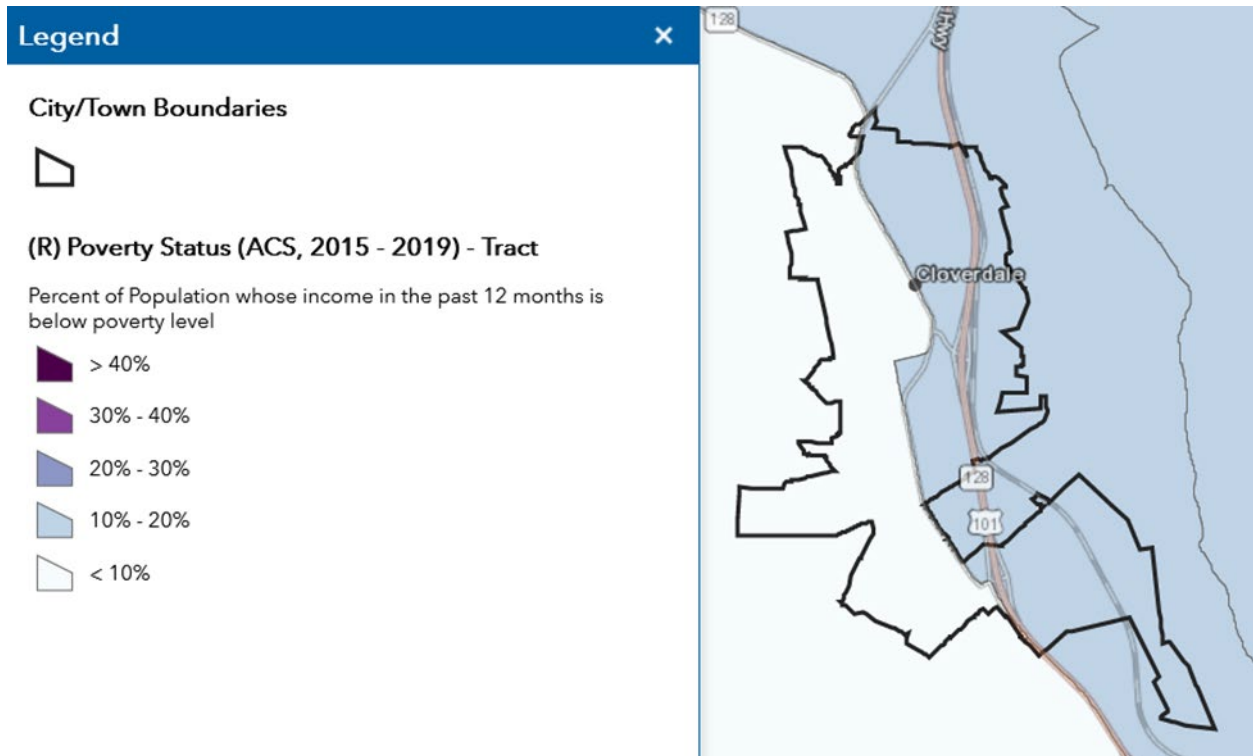 Legend
×
City/Town Boundaries
(R) Poverty Status (ACS, 2015 - 2019) - Tract
Percent of Population whose income in the past 12 months is
below poverty level
> 40%
30% - 40%
20% - 30%
10% - 20%
< 10%
128
Hwy
Cloverdale
128
101